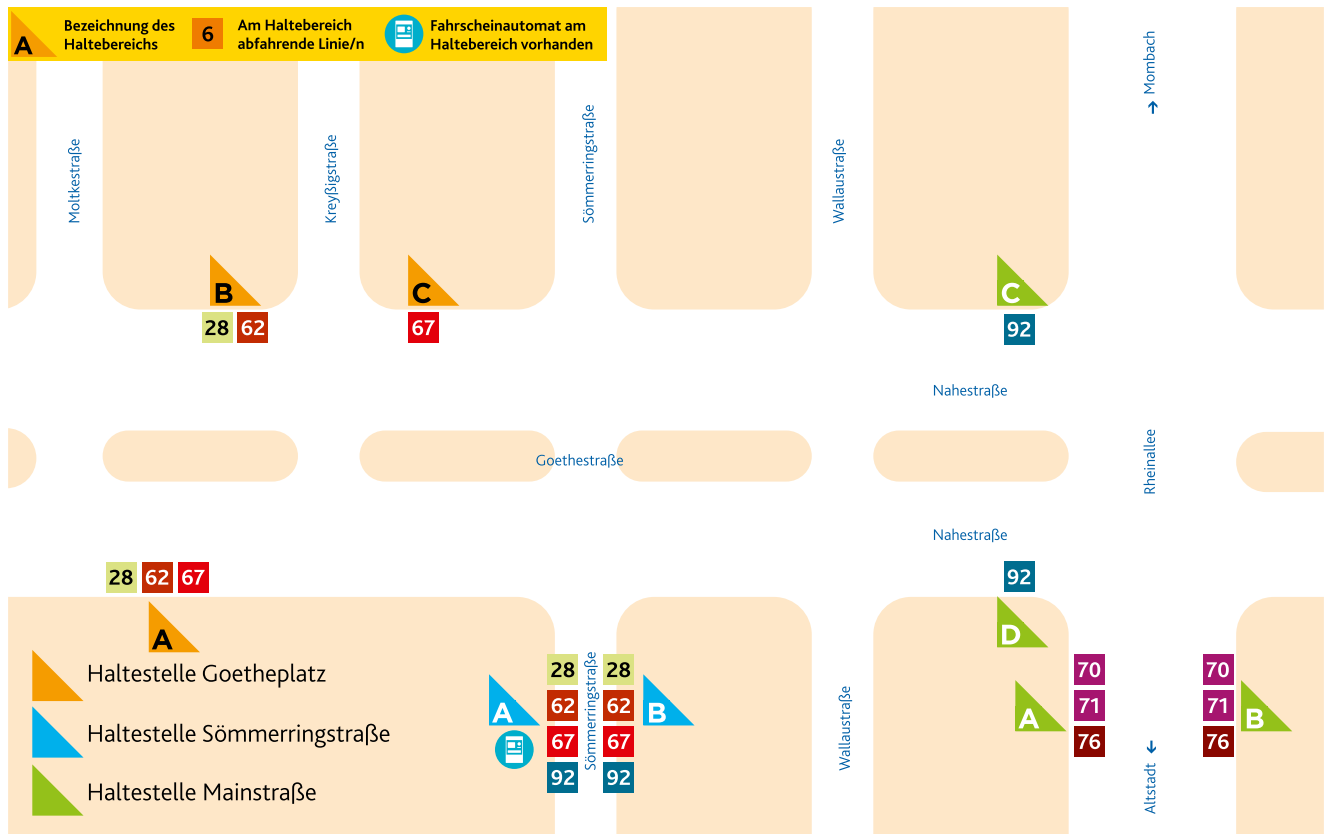 A
Bezeichnung des
Haltebereichs
6
Am Haltebereich
abfahrende Linie/n
Fahrscheinautomat am
Haltebereich vorhanden
→ Mombach
Moltkestraße
Kreyßigstraße
Sömmerringstraße
Wallaustraße
B
28 62
C
67
C
92
Nahestraße
Goethestraße
Rheinallee
Nahestraße
28 62 67
A
92
D
Haltestelle Goetheplatz
Haltestelle Sömmerringstraße
Haltestelle Mainstraße
A
28
62
67
92
Sömmerringstraße
28
62
67
92
B
Wallaustraße
A
70
71
76
Altstadt →
70
71
76
B